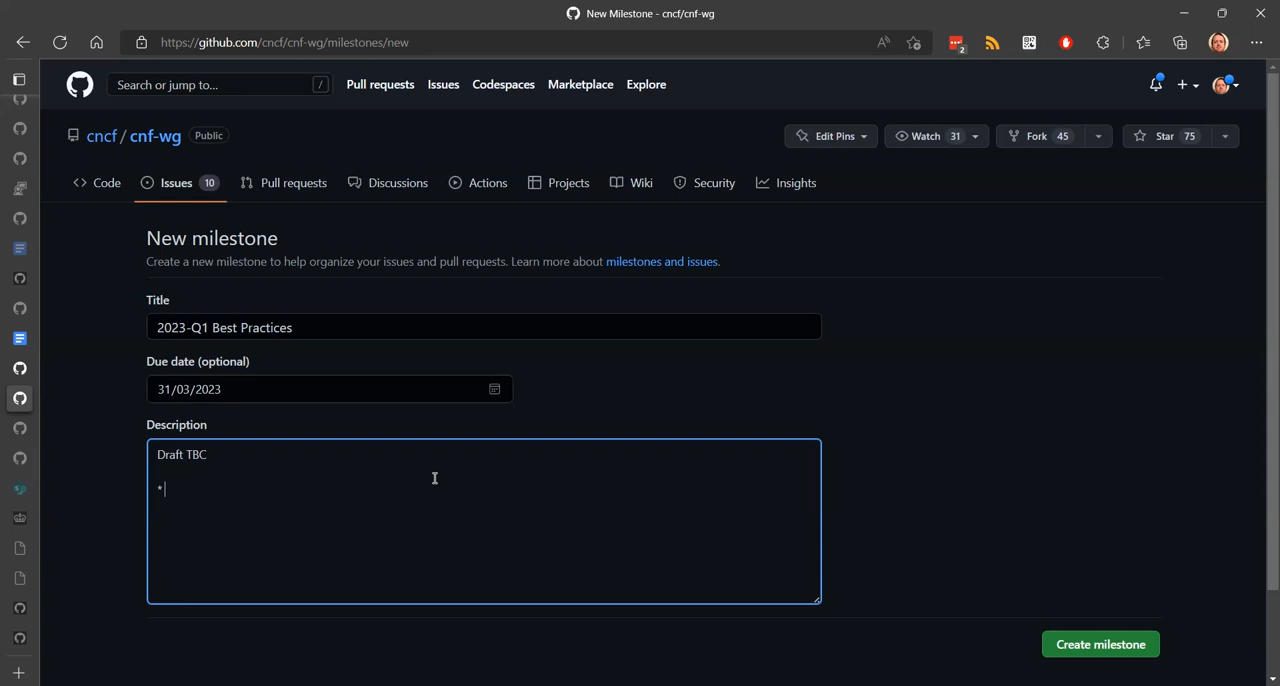 New Milestone - cncf/cnf-wg
https://github.com/cncf/cnf-wg/milestones/new
2
Search or jump to... /
Pull requests Issues Codespaces Marketplace Explore
cncf / cnf-wg Public
Edit Pins Watch 31 Fork 45 Star 75
Code Issues 10 Pull requests Discussions Actions Projects Wiki Security Insights
New milestone
Create a new milestone to help organize your issues and pull requests. Learn more about milestones and issues.
Title
2023-Q1 Best Practices
Due date (optional)
31/03/2023
Description
Draft TBC
*
Create milestone